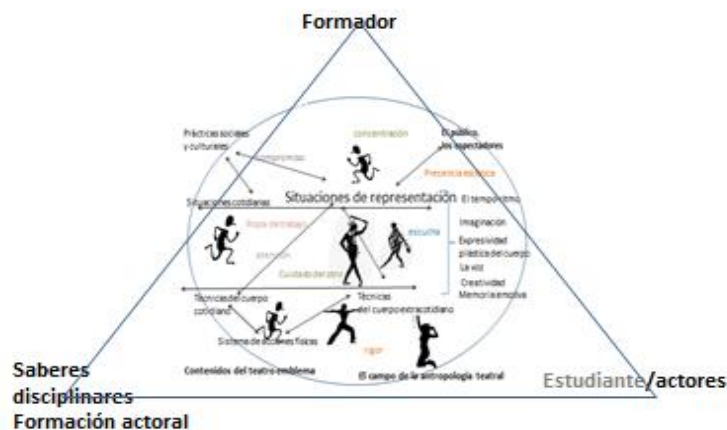 Formador
Prácticas sociales
y culturales
concentración
El público,
los espectadores
compromiso
Presencia escénica
Situaciones cotidianas
Situaciones de representación
El tempo ritmo
Ropa de trabajo
escucha
Imaginación
atención
Expresividad
plástica del cuerpo
La voz
Cuidado del otro
Creatividad
Memoria emotiva
Técnicas del cuerpo
cotidiano
Técnicas
del cuerpo extracotidiano
Sistema de acciones físicas
rigor
Contenidos del teatro emblema
El campo de la antropología teatral
Saberes
disciplinares
Formación actoral
Estudiante/actores